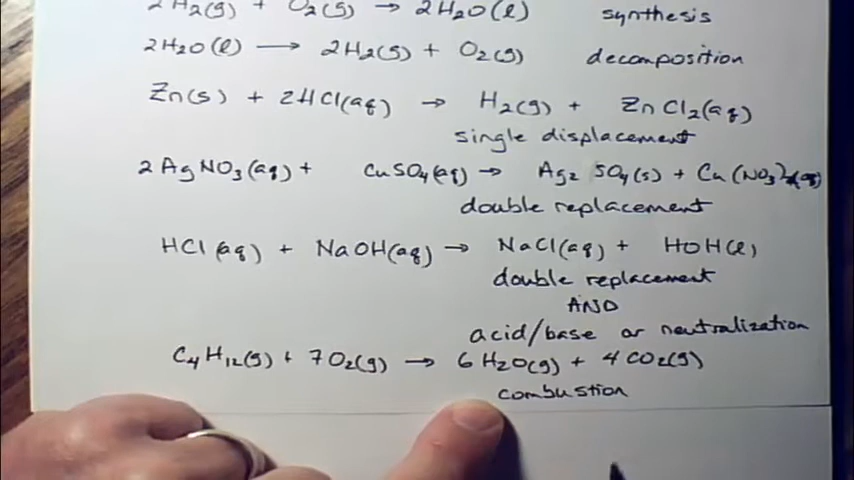 2H2(g) + O2(g) → 2H2O(l) synthesis
2H2O(l) → 2H2(g) + O2(g) decomposition
Zn(s) + 2HCl(aq) → H2(g) + ZnCl2(aq)
single displacement
2AgNO3(aq) + CuSO4(aq) → Ag2SO4(s) + Cu(NO3)2(aq)
double replacement
HCl(aq) + NaOH(aq) → NaCl(aq) + HOH(l)
double replacement
AND
acid/base or neutralization
C4H12(g) + 7O2(g) → 6H2O(g) + 4CO2(g)
combustion